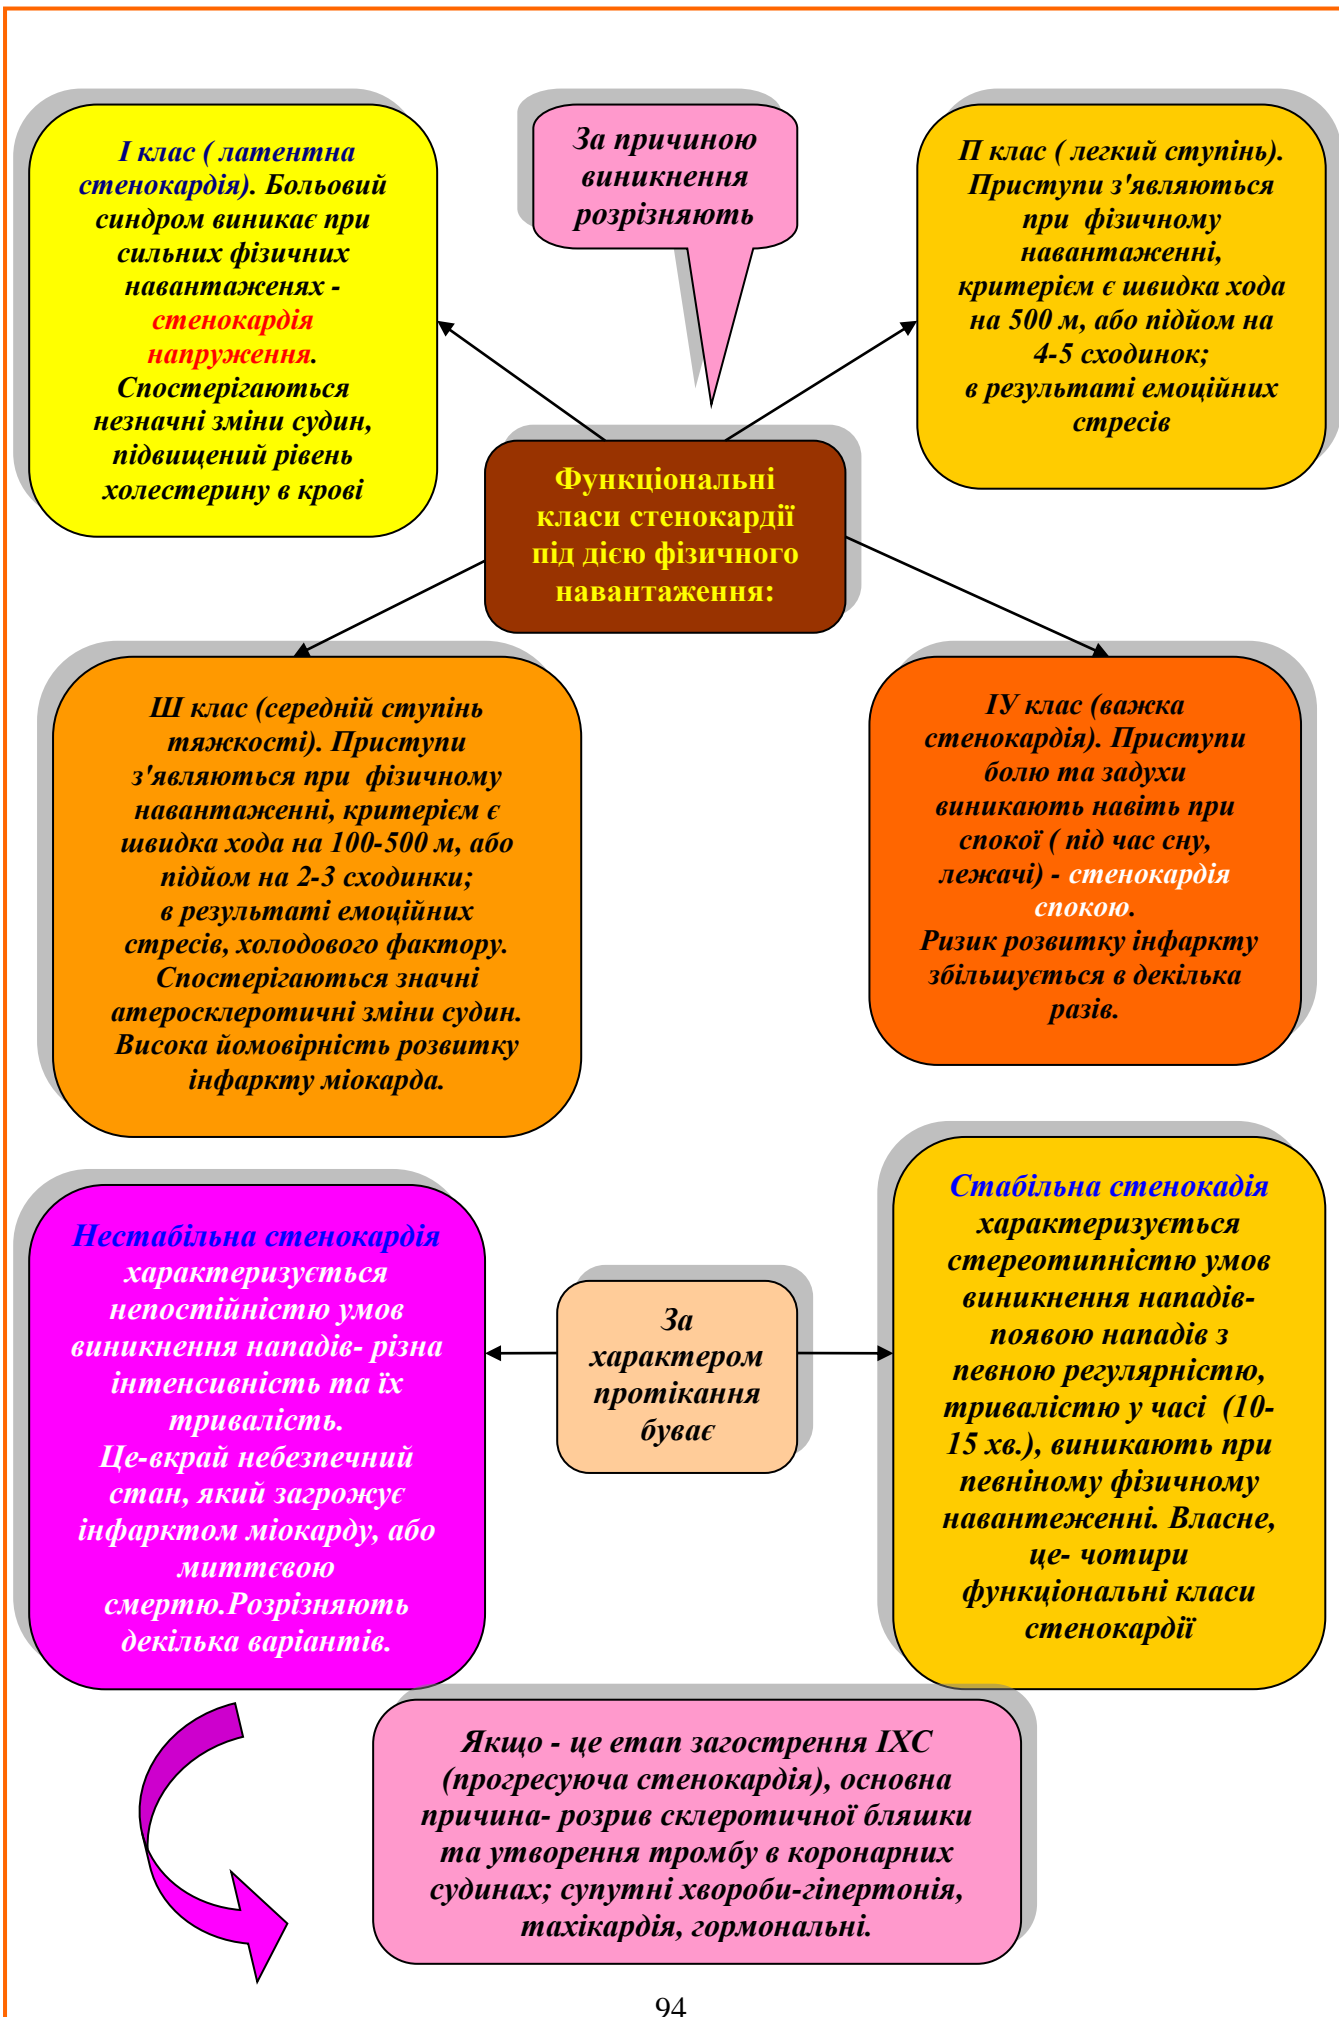 І клас ( латентна
стенокардія). Больовий
синдром виникає при
сильних фізичних
навантаженях -
стенокардія
напруження.
Спостерігаються
незначні зміни судин,
підвищений рівень
холестерину в крові
За причиною
виникнення
розрізняють
П клас ( легкий ступінь).
Приступи з'являються
при фізичному
навантаженні,
критерієм є швидка хода
на 500 м, або підйом на
4-5 сходинок;
в результаті емоційних
стресів
Функціональні
класи стенокардії
під дією фізичного
навантаження:
Ш клас (середній ступінь
тяжкості). Приступи
з'являються при фізичному
навантаженні, критерієм є
швидка хода на 100-500 м, або
підйом на 2-3 сходинки;
в результаті емоційних
стресів, холодового фактору.
Спостерігаються значні
атеросклеротичні зміни судин.
Висока йомовірність розвитку
інфаркту міокарда.
ІУ клас (важка
стенокардія). Приступи
болю та задухи
виникають навіть при
спокої ( під час сну,
лежачі) - стенокардія
спокою.
Ризик розвитку інфаркту
збільшується в декілька
разів.
Нестабільна стенокардія
характеризується
непостійністю умов
виникнення нападів- різна
інтенсивність та їх
тривалість.
Це-вкрай небезпечний
стан, який загрожує
інфарктом міокарду, або
миттєвою
смертю.Розрізняють
декілька варіантів.
За
характером
протікання
буває
Стабільна стенокадія
характеризується
стереотипністю умов
виникнення нападів-
появою нападів з
певною регулярністю,
тривалістю у часі (10-
15 хв.), виникають при
певніному фізичному
навантеженні. Власне,
це- чотири
функціональні класи
стенокардії
Якщо - це етап загострення ІХС
(прогресуюча стенокардія), основна
причина- розрив склеротичної бляшки
та утворення тромбу в коронарних
судинах; супутні хвороби-гіпертонія,
тахікардія, гормональні.
94